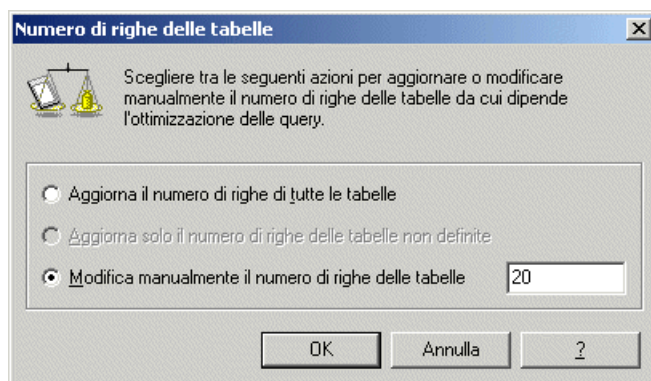 Numero di righe delle tabelle
Scegliere tra le seguenti azioni per aggiornare o modificare
manualmente il numero di righe delle tabelle da cui dipende
l'ottimizzazione delle query.
Aggiorna il numero di righe di tutte le tabelle
Aggiorna solo il numero di righe delle tabelle non definite
Modifica manualmente il numero di righe delle tabelle 20
OK Annulla ?